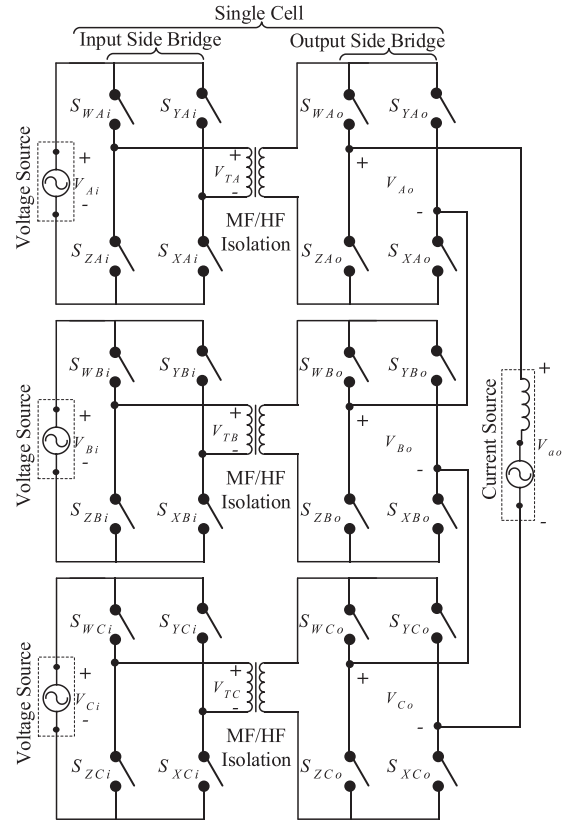 Single Cell
Input Side Bridge
Output Side Bridge
S_WAi
S_YAi
S_WAo
S_YAo
Voltage Source
+
V_Ai
-
+
V_TA
-
MF/HF
Isolation
+
V_Ao
-
S_ZAi
S_XAi
S_ZAo
S_XAo
S_WBi
S_YBi
S_WBo
S_YBo
Voltage Source
+
V_Bi
-
+
V_TB
-
MF/HF
Isolation
+
V_Bo
-
S_ZBi
S_XBi
S_ZBo
S_XBo
Current Source
+
V_ao
-
S_WCi
S_YCi
S_WCo
S_YCo
Voltage Source
+
V_Ci
-
+
V_TC
-
MF/HF
Isolation
+
V_Co
-
S_ZCi
S_XCi
S_ZCo
S_XCo